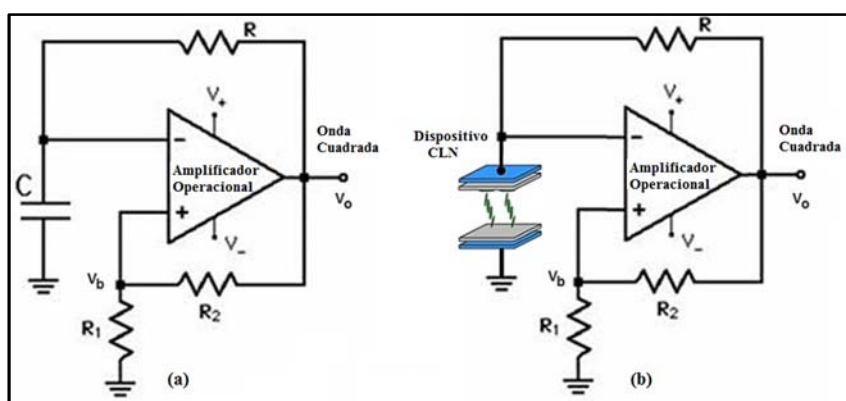 R
V+
Onda
Cuadrada
Amplificador
Operacional
−
+
C
V−
Vo
Vb
R2
R1
(a)
R
V+
Dispositivo
CLN
Onda
Cuadrada
Amplificador
Operacional
−
+
V−
Vo
Vb
R2
R1
(b)